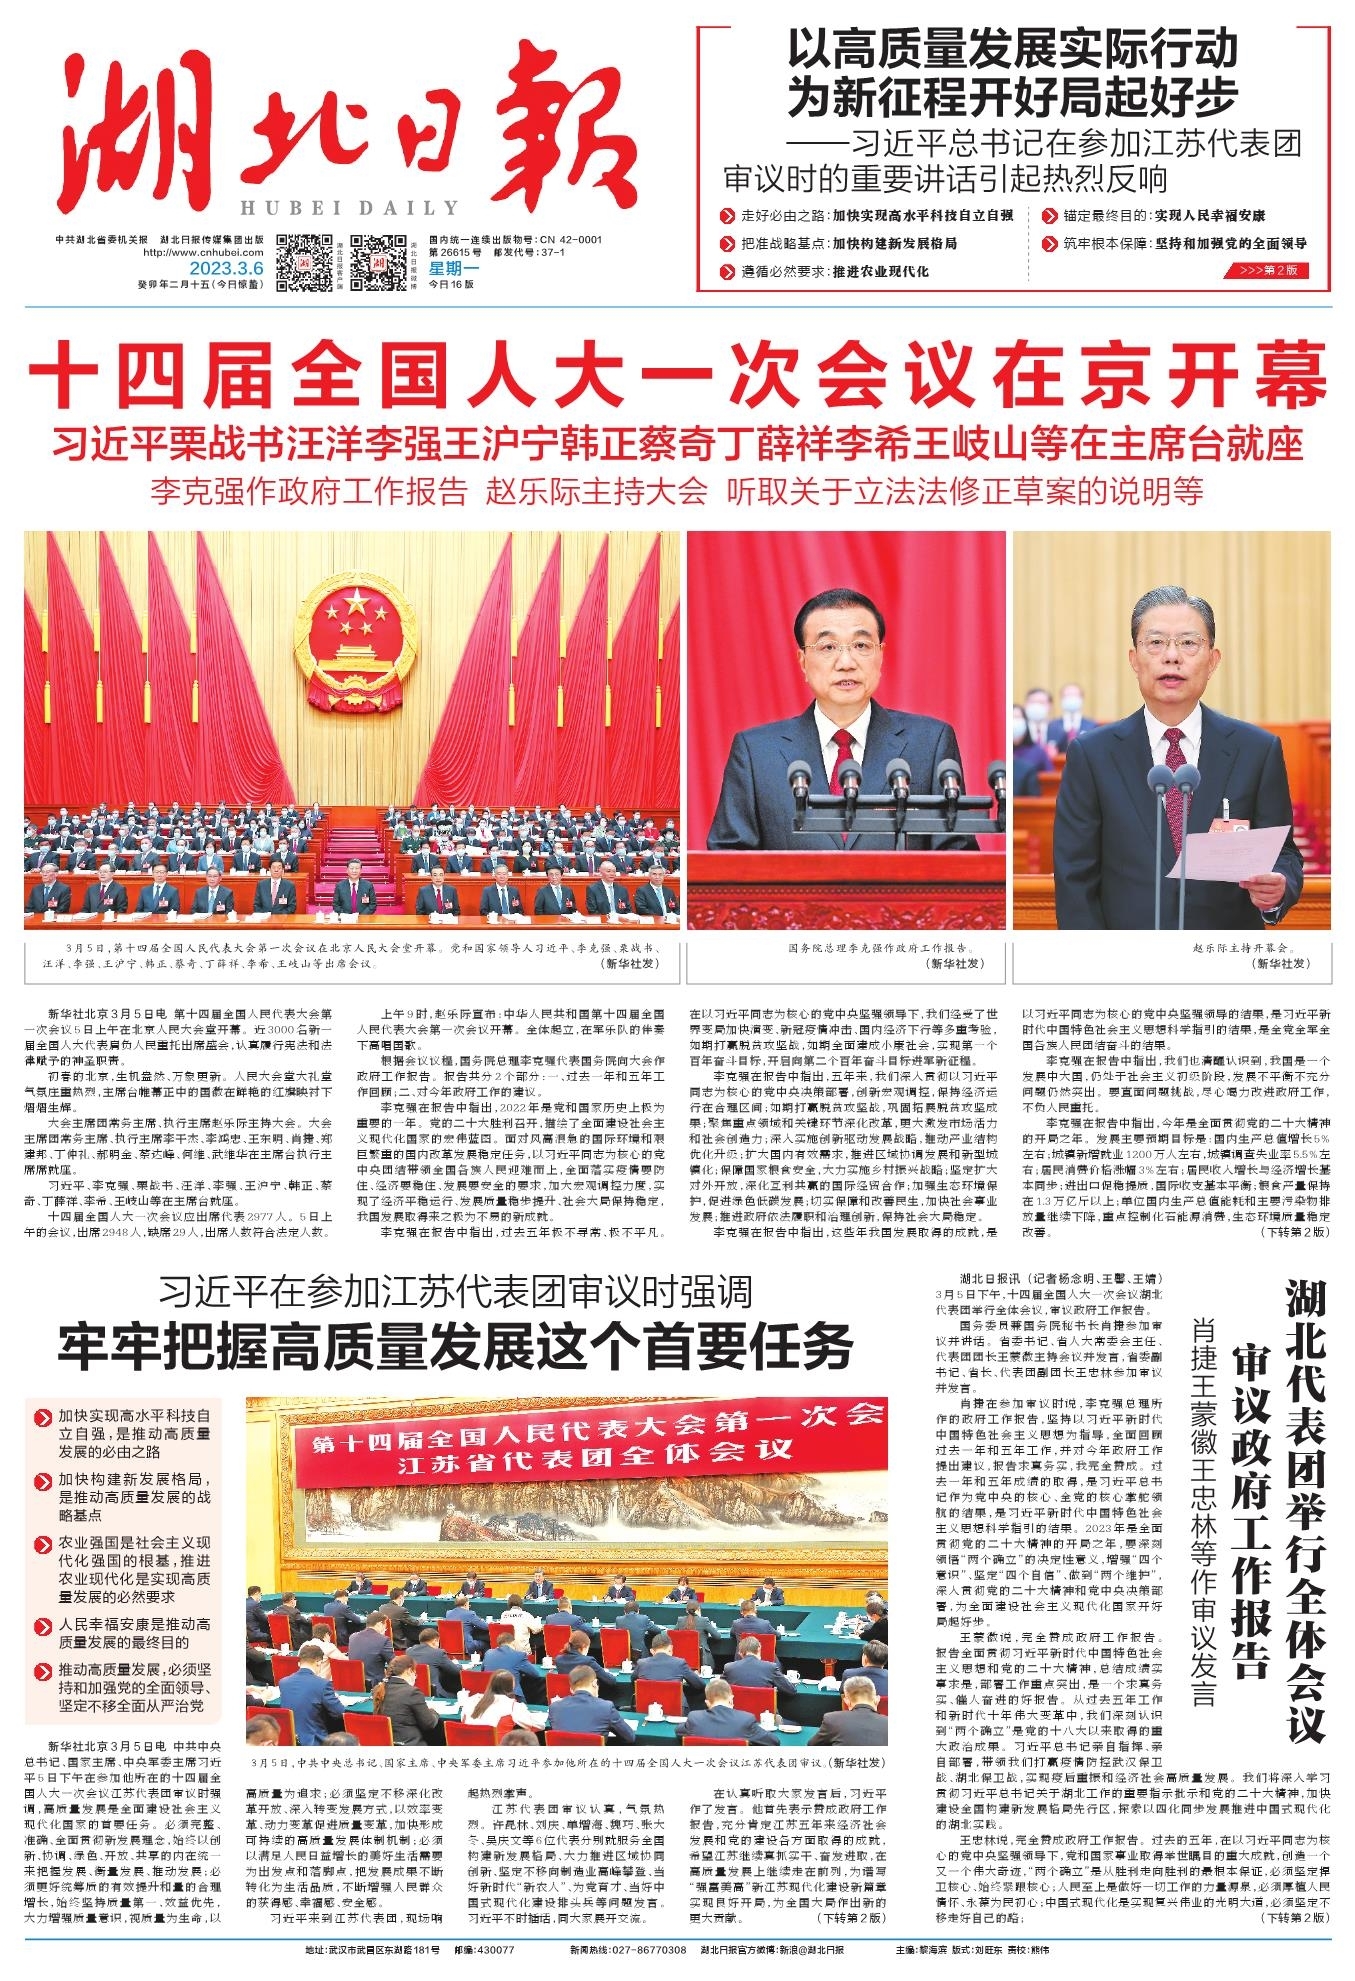 湖北日报
HUBEI DAILY
中共湖北省委机关报 湖北日报传媒集团出版
http://www.cnhubei.com
2023.3.6
癸卯年二月十五(今日惊蛰)
湖北日报客户端
湖北日报微博
国内统一连续出版物号:CN 42-0001
第26615号 邮发代号:37-1
星期一
今日16版
以高质量发展实际行动
为新征程开好局起好步
——习近平总书记在参加江苏代表团
审议时的重要讲话引起热烈反响
走好必由之路:加快实现高水平科技自立自强
把准战略基点:加快构建新发展格局
遵循必然要求:推进农业现代化
锚定最终目的:实现人民幸福安康
筑牢根本保障:坚持和加强党的全面领导
>>>第2版
十四届全国人大一次会议在京开幕
习近平栗战书汪洋李强王沪宁韩正蔡奇丁薛祥李希王岐山等在主席台就座
李克强作政府工作报告 赵乐际主持大会 听取关于立法法修正草案的说明等
3月5日,第十四届全国人民代表大会第一次会议在北京人民大会堂开幕。党和国家领导人习近平、李克强、栗战书、
汪洋、李强、王沪宁、韩正、蔡奇、丁薛祥、李希、王岐山等出席会议。 (新华社发)
国务院总理李克强作政府工作报告。
(新华社发)
赵乐际主持开幕会。
(新华社发)
新华社北京3月5日电 第十四届全国人民代表大会第
一次会议5日上午在北京人民大会堂开幕。近3000名新一
届全国人大代表肩负人民重托出席盛会,认真履行宪法和法
律赋予的神圣职责。
初春的北京,生机盎然、万象更新。人民大会堂大礼堂
气氛庄重热烈,主席台帷幕正中的国徽在鲜艳的红旗映衬下
熠熠生辉。
大会主席团常务主席、执行主席赵乐际主持大会。大会
主席团常务主席、执行主席李干杰、李鸿忠、王东明、肖捷、郑
建邦、丁仲礼、郝明金、蔡达峰、何维、武维华在主席台执行主
席席就座。
习近平、李克强、栗战书、汪洋、李强、王沪宁、韩正、蔡
奇、丁薛祥、李希、王岐山等在主席台就座。
十四届全国人大一次会议应出席代表2977人。5日上
午的会议,出席2948人,缺席29人,出席人数符合法定人数。
上午9时,赵乐际宣布:中华人民共和国第十四届全国
人民代表大会第一次会议开幕。全体起立,在军乐队的伴奏
下高唱国歌。
根据会议议程,国务院总理李克强代表国务院向大会作
政府工作报告。报告共分2个部分:一、过去一年和五年工
作回顾;二、对今年政府工作的建议。
李克强在报告中指出,2022年是党和国家历史上极为
重要的一年。党的二十大胜利召开,描绘了全面建设社会主
义现代化国家的宏伟蓝图。面对风高浪急的国际环境和艰
巨繁重的国内改革发展稳定任务,以习近平同志为核心的党
中央团结带领全国各族人民迎难而上,全面落实疫情要防
住、经济要稳住、发展要安全的要求,加大宏观调控力度,实
现了经济平稳运行、发展质量稳步提升、社会大局保持稳定,
我国发展取得来之极为不易的新成就。
李克强在报告中指出,过去五年极不寻常、极不平凡。
在以习近平同志为核心的党中央坚强领导下,我们经受了世
界变局加快演变、新冠疫情冲击、国内经济下行等多重考验,
如期打赢脱贫攻坚战,如期全面建成小康社会,实现第一个
百年奋斗目标,开启向第二个百年奋斗目标进军新征程。
李克强在报告中指出,五年来,我们深入贯彻以习近平
同志为核心的党中央决策部署,创新宏观调控,保持经济运
行在合理区间;如期打赢脱贫攻坚战,巩固拓展脱贫攻坚成
果;聚焦重点领域和关键环节深化改革,更大激发市场活力
和社会创造力;深入实施创新驱动发展战略,推动产业结构
优化升级;扩大国内有效需求,推进区域协调发展和新型城
镇化;保障国家粮食安全,大力实施乡村振兴战略;坚定扩大
对外开放,深化互利共赢的国际经贸合作;加强生态环境保
护,促进绿色低碳发展;切实保障和改善民生,加快社会事业
发展;推进政府依法履职和治理创新,保持社会大局稳定。
李克强在报告中指出,这些年我国发展取得的成就,是
以习近平同志为核心的党中央坚强领导的结果,是习近平新
时代中国特色社会主义思想科学指引的结果,是全党全军全
国各族人民团结奋斗的结果。
李克强在报告中指出,我们也清醒认识到,我国是一个
发展中大国,仍处于社会主义初级阶段,发展不平衡不充分
问题仍然突出。要直面问题挑战,尽心竭力改进政府工作,
不负人民重托。
李克强在报告中指出,今年是全面贯彻党的二十大精神
的开局之年。发展主要预期目标是:国内生产总值增长5%
左右;城镇新增就业1200万人左右,城镇调查失业率5.5%左
右;居民消费价格涨幅3%左右;居民收入增长与经济增长基
本同步;进出口促稳提质,国际收支基本平衡;粮食产量保持
在1.3万亿斤以上;单位国内生产总值能耗和主要污染物排
放量继续下降,重点控制化石能源消费,生态环境质量稳定
改善。 (下转第2版)
习近平在参加江苏代表团审议时强调
牢牢把握高质量发展这个首要任务
加快实现高水平科技自
立自强,是推动高质量
发展的必由之路
加快构建新发展格局,
是推动高质量发展的战
略基点
农业强国是社会主义现
代化强国的根基,推进
农业现代化是实现高质
量发展的必然要求
人民幸福安康是推动高
质量发展的最终目的
推动高质量发展,必须坚
持和加强党的全面领导、
坚定不移全面从严治党
第十四届全国人民代表大会第一次会
江苏省代表团全体会议
3月5日,中共中央总书记、国家主席、中央军委主席习近平参加他所在的十四届全国人大一次会议江苏代表团审议。(新华社发)
新华社北京3月5日电 中共中央
总书记、国家主席、中央军委主席习近
平5日下午在参加他所在的十四届全
国人大一次会议江苏代表团审议时强
调,高质量发展是全面建设社会主义
现代化国家的首要任务。必须完整、
准确、全面贯彻新发展理念,始终以创
新、协调、绿色、开放、共享的内在统一
来把握发展、衡量发展、推动发展;必
须更好统筹质的有效提升和量的合理
增长,始终坚持质量第一、效益优先,
大力增强质量意识,视质量为生命,以
高质量为追求;必须坚定不移深化改
革开放、深入转变发展方式,以效率变
革、动力变革促进质量变革,加快形成
可持续的高质量发展体制机制;必须
以满足人民日益增长的美好生活需要
为出发点和落脚点,把发展成果不断
转化为生活品质,不断增强人民群众
的获得感、幸福感、安全感。
习近平来到江苏代表团,现场响
起热烈掌声。
江苏代表团审议认真,气氛热
烈。许昆林、刘庆、单增海、魏巧、张大
冬、吴庆文等6位代表分别就服务全国
构建新发展格局、大力推进区域协同
创新、坚定不移向制造业高峰攀登、当
好新时代“新农人”、为党育才、当好中
国式现代化建设排头兵等问题发言。
习近平不时插话,同大家展开交流。
在认真听取大家发言后,习近平
作了发言。他首先表示赞成政府工作
报告,充分肯定江苏五年来经济社会
发展和党的建设各方面取得的成就,
希望江苏继续真抓实干、奋发进取,在
高质量发展上继续走在前列,为谱写
“强富美高”新江苏现代化建设新篇章
实现良好开局,为全国大局作出新的
更大贡献。 (下转第2版)
湖北代表团举行全体会议
审议政府工作报告
肖捷王蒙徽王忠林等作审议发言
湖北日报讯(记者杨念明、王馨、王婧)
3月5日下午,十四届全国人大一次会议湖北
代表团举行全体会议,审议政府工作报告。
国务委员兼国务院秘书长肖捷参加审
议并讲话。省委书记、省人大常委会主任、
代表团团长王蒙徽主持会议并发言,省委副
书记、省长、代表团副团长王忠林参加审议
并发言。
肖捷在参加审议时说,李克强总理所
作的政府工作报告,坚持以习近平新时代
中国特色社会主义思想为指导,全面回顾
过去一年和五年工作,并对今年政府工作
提出建议,报告求真务实,我完全赞成。过
去一年和五年成绩的取得,是习近平总书
记作为党中央的核心、全党的核心掌舵领
航的结果,是习近平新时代中国特色社会
主义思想科学指引的结果。2023年是全面
贯彻党的二十大精神的开局之年,要深刻
领悟“两个确立”的决定性意义,增强“四个
意识”、坚定“四个自信”、做到“两个维护”,
深入贯彻党的二十大精神和党中央决策部
署,为全面建设社会主义现代化国家开好
局起好步。
王蒙徽说,完全赞成政府工作报告。
报告全面贯彻习近平新时代中国特色社会
主义思想和党的二十大精神,总结成绩实
事求是,部署工作重点突出,是一个求真务
实、催人奋进的好报告。从过去五年工作
和新时代十年伟大变革中,我们深刻认识
到“两个确立”是党的十八大以来取得的重
大政治成果。习近平总书记亲自指挥、亲
自部署,带领我们打赢疫情防控武汉保卫
战、湖北保卫战,实现疫后重振和经济社会高质量发展。我们将深入学习
贯彻习近平总书记关于湖北工作的重要指示批示和党的二十大精神,加快
建设全国构建新发展格局先行区,探索以四化同步发展推进中国式现代化
的湖北实践。
王忠林说,完全赞成政府工作报告。过去的五年,在以习近平同志为核
心的党中央坚强领导下,党和国家事业取得举世瞩目的重大成就,创造一个
又一个伟大奇迹,“两个确立”是从胜利走向胜利的最根本保证,必须坚定捍
卫核心、始终紧跟核心;人民至上是做好一切工作的力量源泉,必须厚植人民
情怀、永葆为民初心;中国式现代化是实现复兴伟业的光明大道,必须坚定不
移走好自己的路; (下转第2版)
地址:武汉市武昌区东湖路181号 邮编:430077 新闻热线:027-86770308 湖北日报官方微博:新浪@湖北日报 主编:黎海滨 版式:刘旺东 责校:熊伟